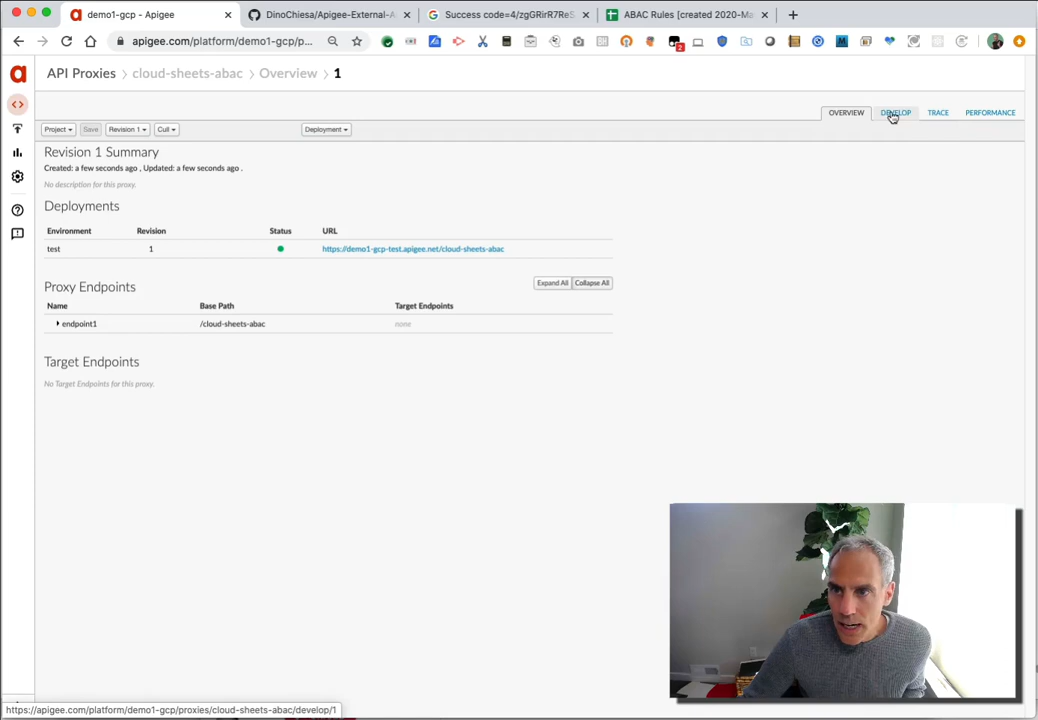 demo1-gcp - Apigee
DinoChiesa/Apigee-External-A
Success code=4/zgGRirR7ReS
ABAC Rules [created 2020-Ma
apigee.com/platform/demo1-gcp/p...
2
API Proxies > cloud-sheets-abac > Overview > 1
OVERVIEW DEVELOP TRACE PERFORMANCE
Project Save Revision 1 Cull Deployment
Revision 1 Summary
Created: a few seconds ago , Updated: a few seconds ago .
No description for this proxy.
Deployments
Environment Revision Status URL
test 1 https://demo1-gcp-test.apigee.net/cloud-sheets-abac
Proxy Endpoints Expand All Collapse All
Name Base Path Target Endpoints
endpoint1 /cloud-sheets-abac none
Target Endpoints
No Target Endpoints for this proxy.
https://apigee.com/platform/demo1-gcp/proxies/cloud-sheets-abac/develop/1